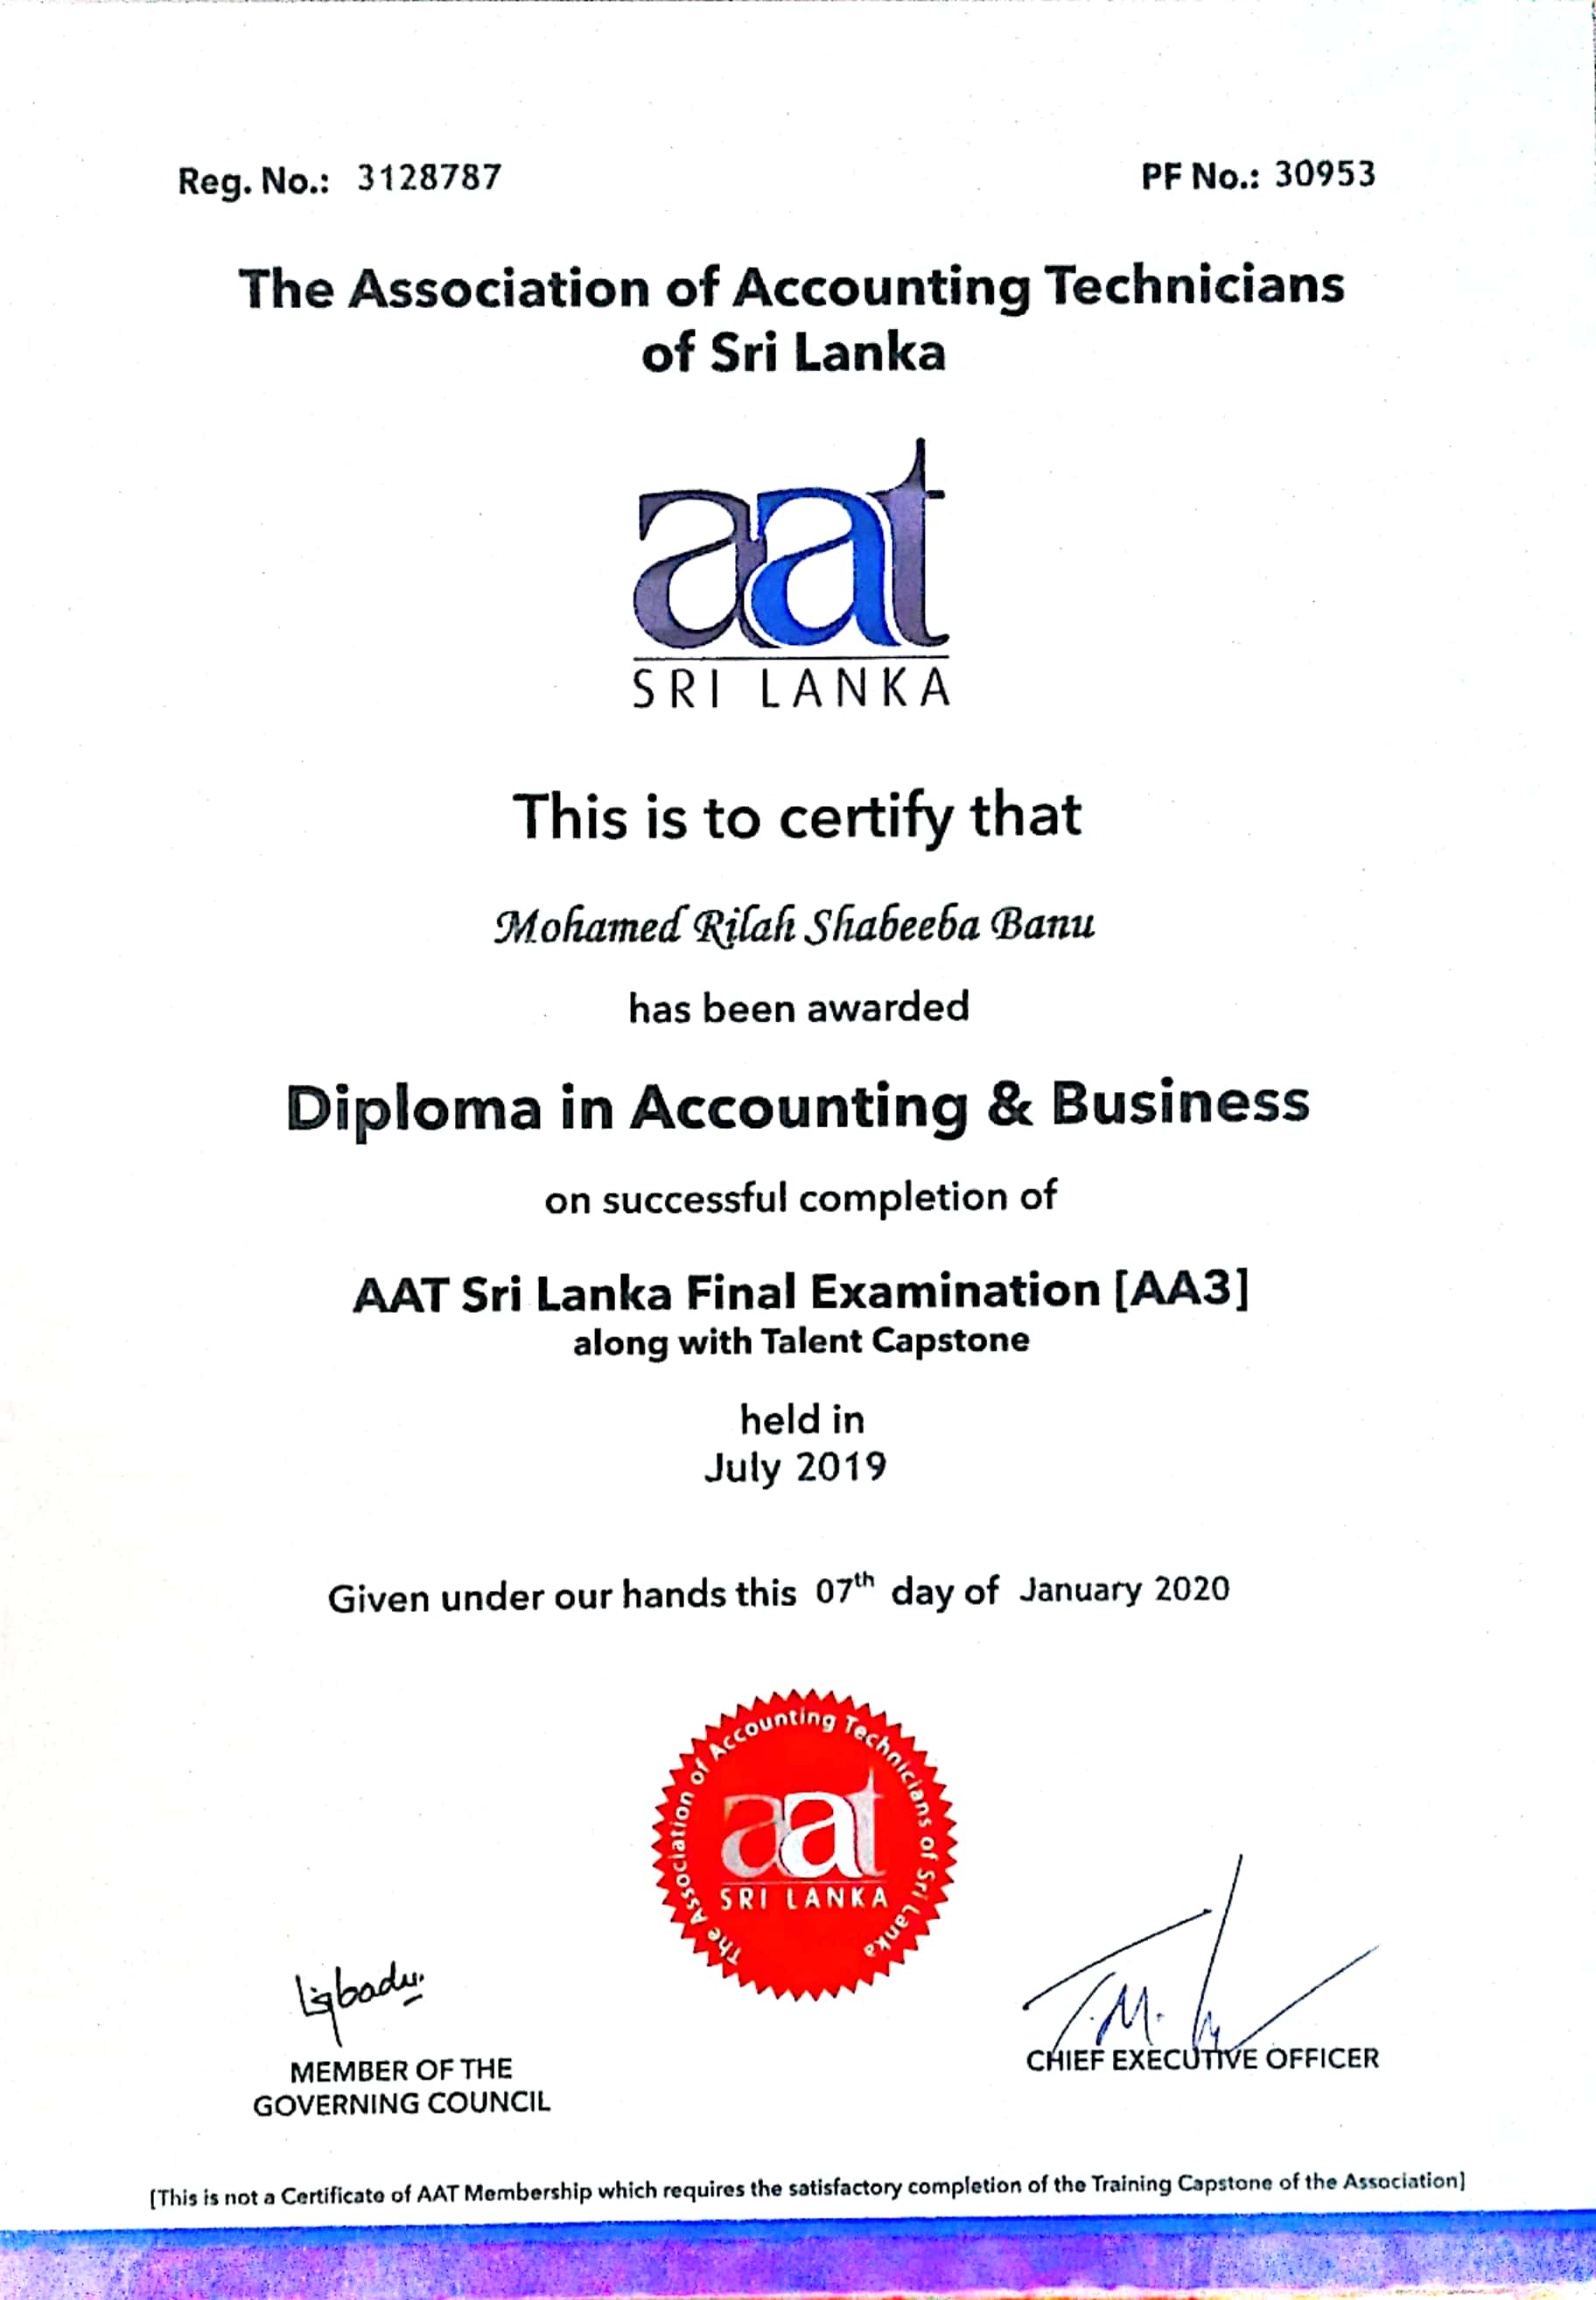 Reg. No.: 3128787 PF No.: 30953
The Association of Accounting Technicians
of Sri Lanka
aat
SRI LANKA
This is to certify that
Mohamed Rilah Shabeeba Banu
has been awarded
Diploma in Accounting & Business
on successful completion of
AAT Sri Lanka Final Examination [AA3]
along with Talent Capstone
held in
July 2019
Given under our hands this 07th day of January 2020
The Association of Accounting Technicians of Sri Lanka
aat
SRI LANKA
T.M.
MEMBER OF THE
GOVERNING COUNCIL
CHIEF EXECUTIVE OFFICER
[This is not a Certificate of AAT Membership which requires the satisfactory completion of the Training Capstone of the Association]